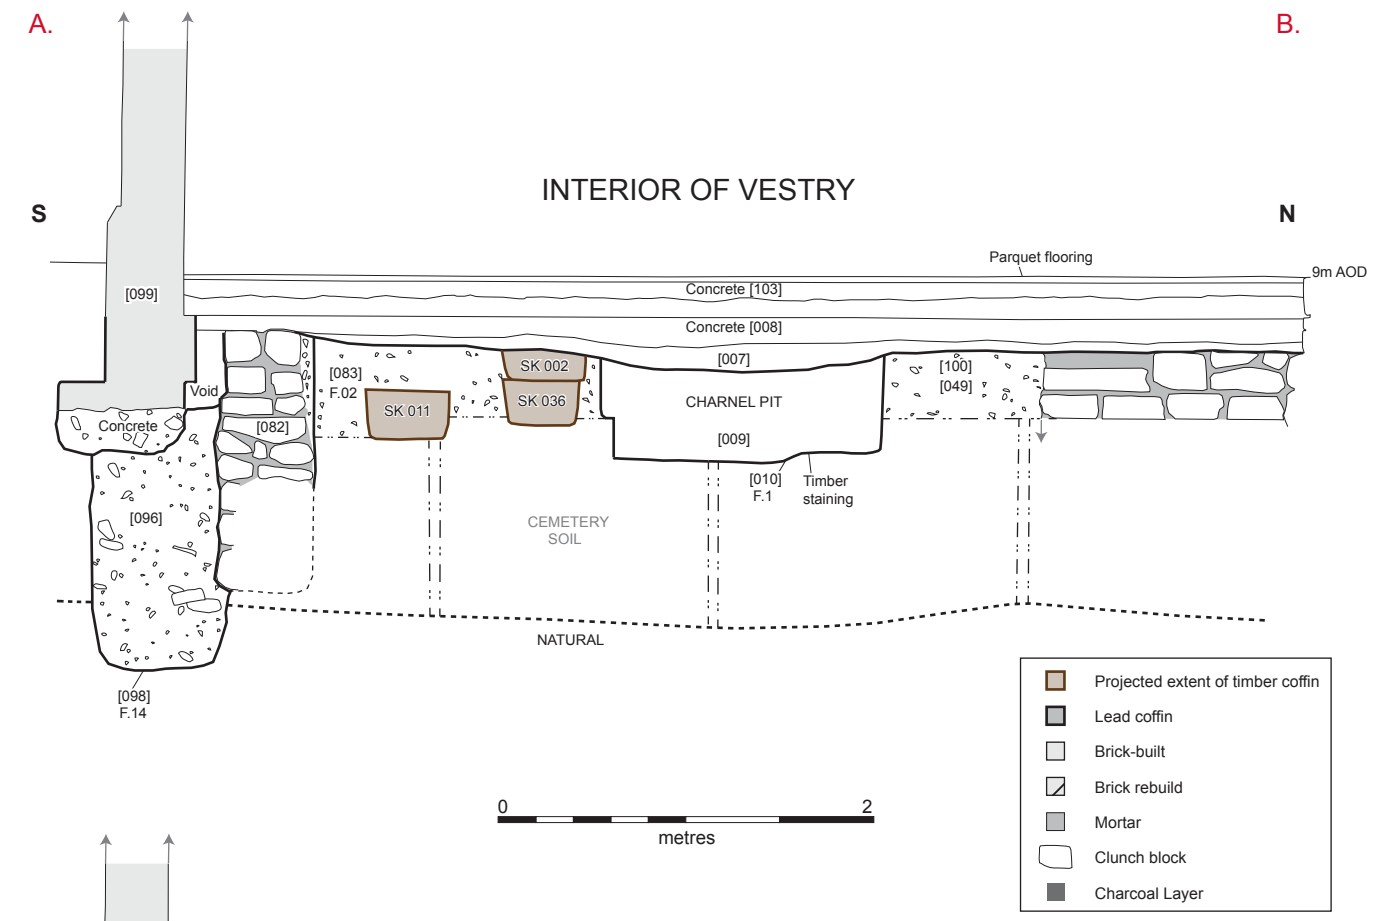 A.
B.
INTERIOR OF VESTRY
S
N
Parquet flooring
9m AOD
[099]
Concrete [103]
Concrete [008]
[007]
SK 002
[083]
F.02
[100]
[049]
Void
SK 011
SK 036
CHARNEL PIT
Concrete
[082]
[009]
[010]
F.1
Timber
staining
[096]
CEMETERY
SOIL
NATURAL
[098]
F.14
0
2
metres
Projected extent of timber coffin
Lead coffin
Brick-built
Brick rebuild
Mortar
Clunch block
Charcoal Layer